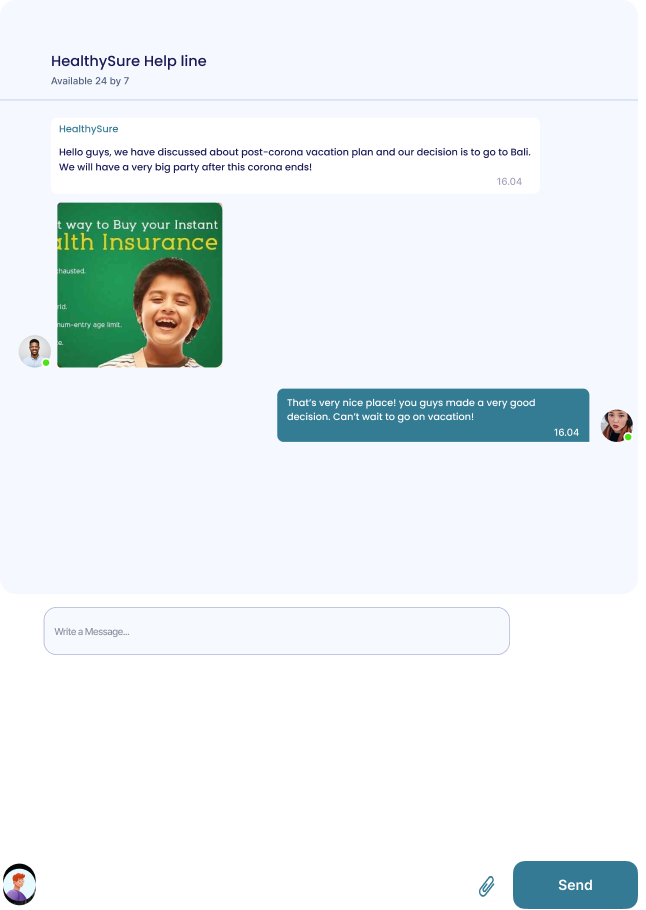 HealthySure Help line
Available 24 by 7
HealthySure
Hello guys, we have discussed about post-corona vacation plan and our decision is to go to Bali.
We will have a very big party after this corona ends!
16.04
t way to Buy your Instant
alth Insurance
hausted.
rld.
num-entry age limit.
e.
That's very nice place! you guys made a very good
decision. Can't wait to go on vacation!
16.04
Write a Message...
Send